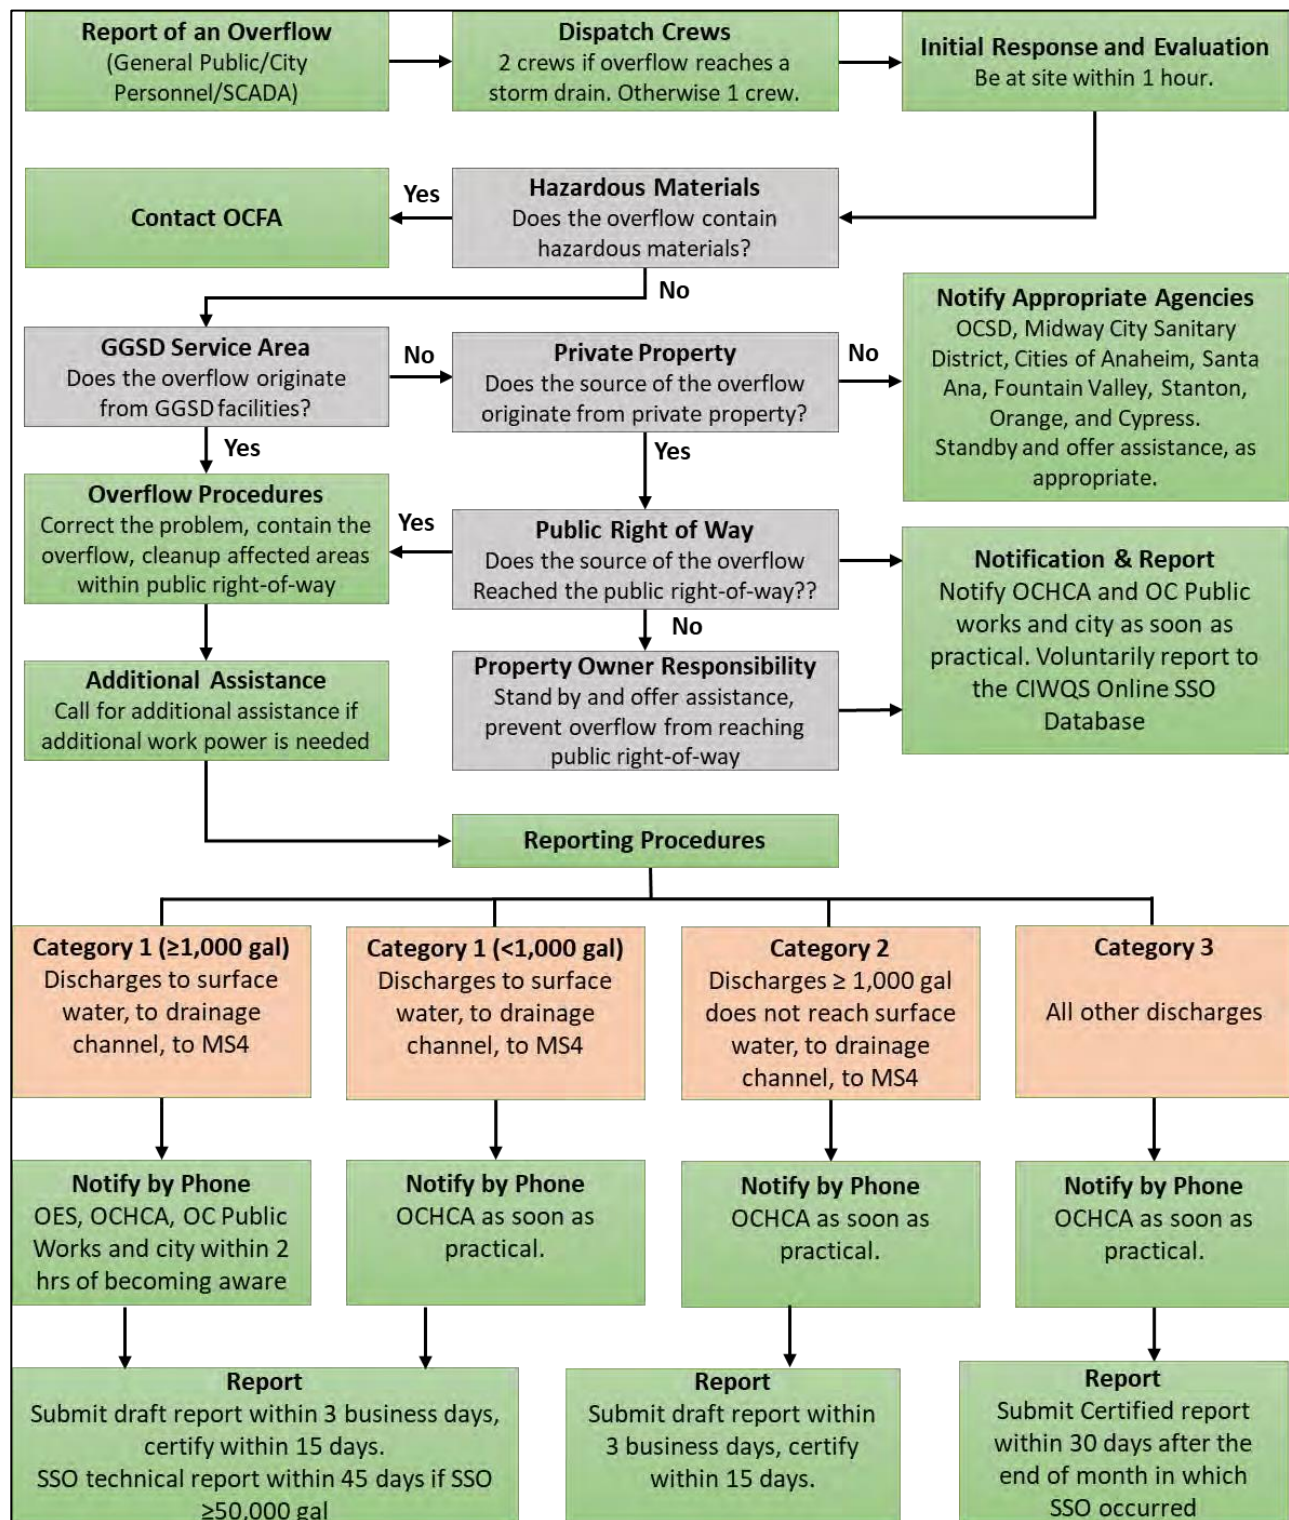 Report of an Overflow
(General Public/City
Personnel/SCADA)
Dispatch Crews
2 crews if overflow reaches a
storm drain. Otherwise 1 crew.
Initial Response and Evaluation
Be at site within 1 hour.
Contact OCFA
Yes
Hazardous Materials
Does the overflow contain
hazardous materials?
No
GGSD Service Area
Does the overflow originate
from GGSD facilities?
No
Private Property
Does the source of the overflow
originate from private property?
No
Notify Appropriate Agencies
OCSD, Midway City Sanitary
District, Cities of Anaheim, Santa
Ana, Fountain Valley, Stanton,
Orange, and Cypress.
Standby and offer assistance, as
appropriate.
Yes
Yes
Overflow Procedures
Correct the problem, contain the
overflow, cleanup affected areas
within public right-of-way
Yes
Public Right of Way
Does the source of the overflow
Reached the public right-of-way??
Notification & Report
Notify OCHCA and OC Public
works and city as soon as
practical. Voluntarily report to
the CIWQS Online SSO
Database
No
Additional Assistance
Call for additional assistance if
additional work power is needed
Property Owner Responsibility
Stand by and offer assistance,
prevent overflow from reaching
public right-of-way
Reporting Procedures
Category 1 (≥1,000 gal)
Discharges to surface
water, to drainage
channel, to MS4
Category 1 (<1,000 gal)
Discharges to surface
water, to drainage
channel, to MS4
Category 2
Discharges ≥ 1,000 gal
does not reach surface
water, to drainage
channel, to MS4
Category 3
All other discharges
Notify by Phone
OES, OCHCA, OC Public
Works and city within 2
hrs of becoming aware
Notify by Phone
OCHCA as soon as
practical.
Notify by Phone
OCHCA as soon as
practical.
Notify by Phone
OCHCA as soon as
practical.
Report
Submit draft report within 3 business days,
certify within 15 days.
SSO technical report within 45 days if SSO
≥50,000 gal
Report
Submit draft report within
3 business days, certify
within 15 days.
Report
Submit Certified report
within 30 days after the
end of month in which
SSO occurred